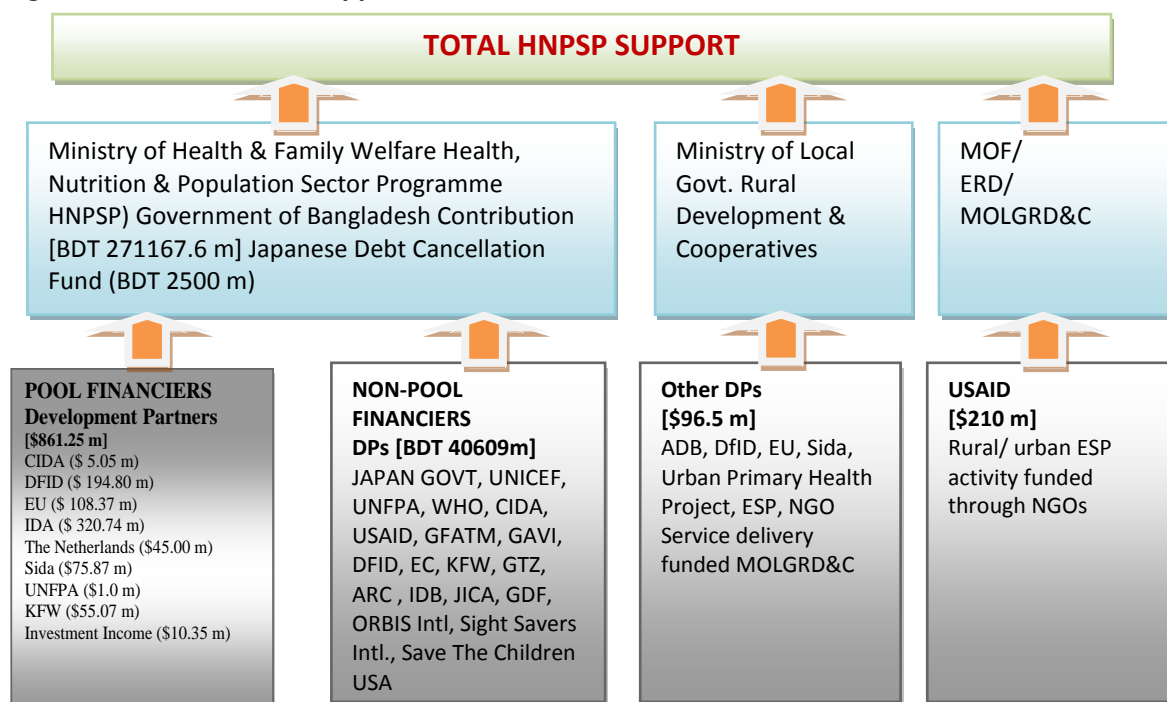 TOTAL HNPSP SUPPORT
Ministry of Health & Family Welfare Health,
Nutrition & Population Sector Programme
HNPSP) Government of Bangladesh Contribution
[BDT 271167.6 m] Japanese Debt Cancellation
Fund (BDT 2500 m)
Ministry of Local
Govt. Rural
Development &
Cooperatives
MOF/
ERD/
MOLGRD&C
POOL FINANCIERS
Development Partners
[$861.25 m]
CIDA ($ 5.05 m)
DFID ($ 194.80 m)
EU ($ 108.37 m)
IDA ($ 320.74 m)
The Netherlands ($45.00 m)
Sida ($75.87 m)
UNFPA ($1.0 m)
KFW ($55.07 m)
Investment Income ($10.35 m)
NON-POOL
FINANCIERS
DPs [BDT 40609m]
JAPAN GOVT, UNICEF,
UNFPA, WHO, CIDA,
USAID, GFATM, GAVI,
DFID, EC, KFW, GTZ,
ARC , IDB, JICA, GDF,
ORBIS Intl, Sight Savers
Intl., Save The Children
USA
Other DPs
[$96.5 m]
ADB, DfID, EU, Sida,
Urban Primary Health
Project, ESP, NGO
Service delivery
funded MOLGRD&C
USAID
[$210 m]
Rural/ urban ESP
activity funded
through NGOs